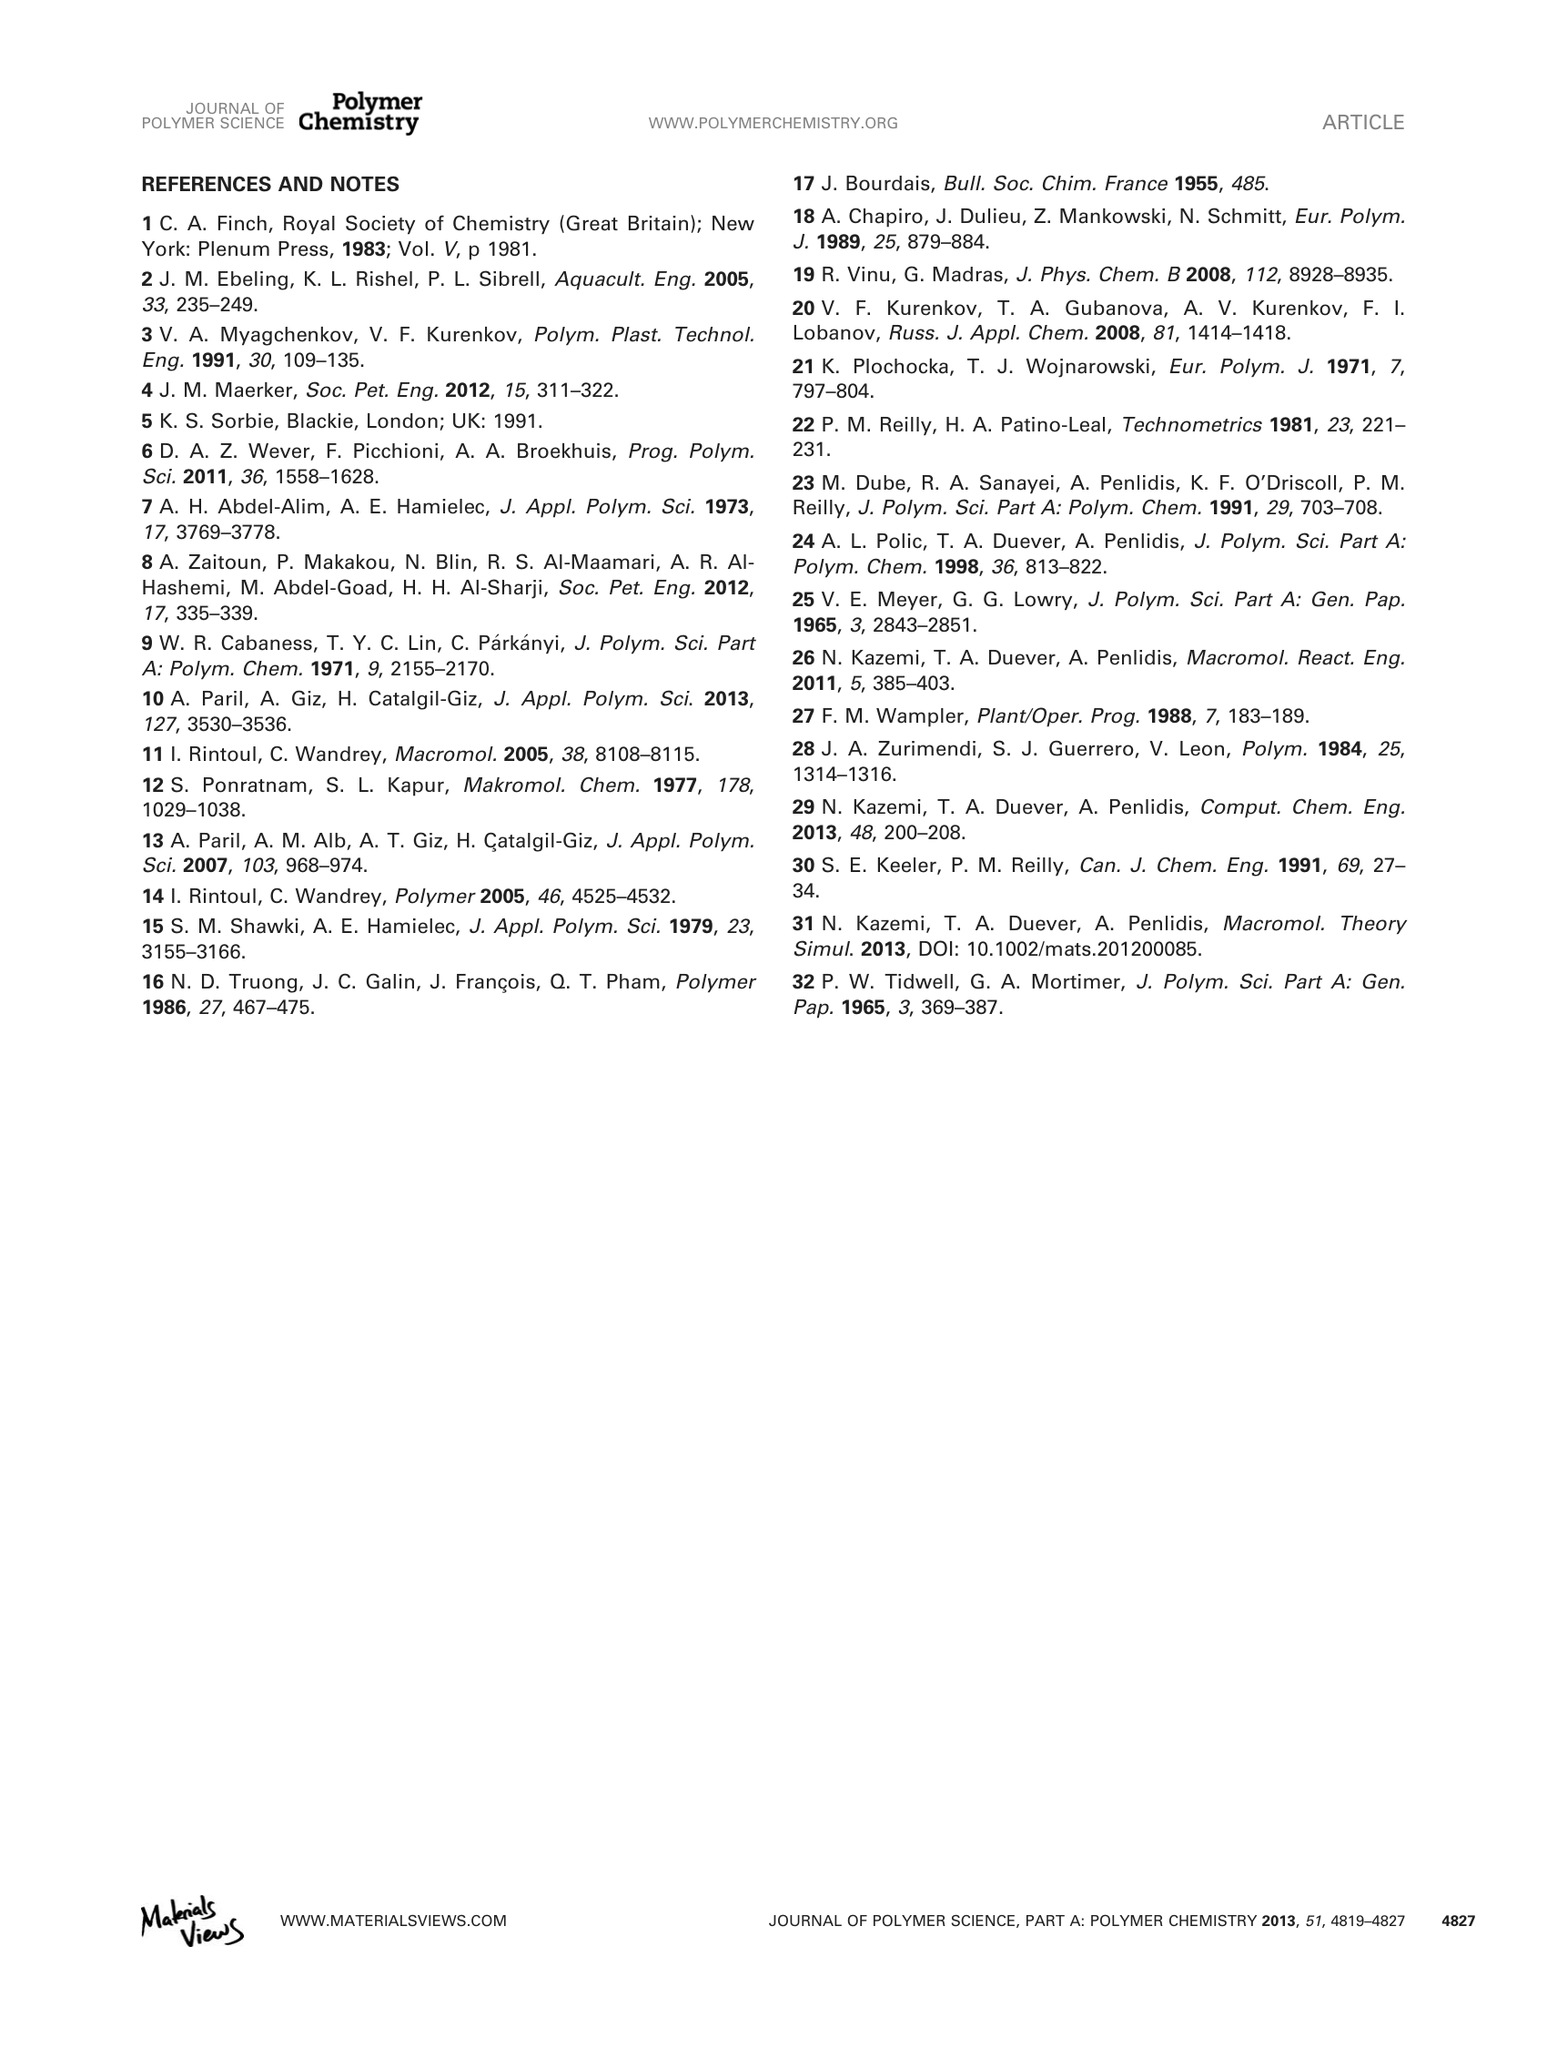 JOURNAL OF
POLYMER SCIENCE
Polymer
Chemistry
WWW.POLYMERCHEMISTRY.ORG
ARTICLE
REFERENCES AND NOTES
1 C. A. Finch, Royal Society of Chemistry (Great Britain); New
York: Plenum Press, 1983; Vol. V, p 1981.
2 J. M. Ebeling, K. L. Rishel, P. L. Sibrell, Aquacult. Eng. 2005,
33, 235–249.
3 V. A. Myagchenkov, V. F. Kurenkov, Polym. Plast. Technol.
Eng. 1991, 30, 109–135.
4 J. M. Maerker, Soc. Pet. Eng. 2012, 15, 311–322.
5 K. S. Sorbie, Blackie, London; UK: 1991.
6 D. A. Z. Wever, F. Picchioni, A. A. Broekhuis, Prog. Polym.
Sci. 2011, 36, 1558–1628.
7 A. H. Abdel-Alim, A. E. Hamielec, J. Appl. Polym. Sci. 1973,
17, 3769–3778.
8 A. Zaitoun, P. Makakou, N. Blin, R. S. Al-Maamari, A. R. Al-
Hashemi, M. Abdel-Goad, H. H. Al-Sharji, Soc. Pet. Eng. 2012,
17, 335–339.
9 W. R. Cabaness, T. Y. C. Lin, C. Párkányi, J. Polym. Sci. Part
A: Polym. Chem. 1971, 9, 2155–2170.
10 A. Paril, A. Giz, H. Catalgil-Giz, J. Appl. Polym. Sci. 2013,
127, 3530–3536.
11 I. Rintoul, C. Wandrey, Macromol. 2005, 38, 8108–8115.
12 S. Ponratnam, S. L. Kapur, Makromol. Chem. 1977, 178,
1029–1038.
13 A. Paril, A. M. Alb, A. T. Giz, H. Çatalgil-Giz, J. Appl. Polym.
Sci. 2007, 103, 968–974.
14 I. Rintoul, C. Wandrey, Polymer 2005, 46, 4525–4532.
15 S. M. Shawki, A. E. Hamielec, J. Appl. Polym. Sci. 1979, 23,
3155–3166.
16 N. D. Truong, J. C. Galin, J. François, Q. T. Pham, Polymer
1986, 27, 467–475.
17 J. Bourdais, Bull. Soc. Chim. France 1955, 485.
18 A. Chapiro, J. Dulieu, Z. Mankowski, N. Schmitt, Eur. Polym.
J. 1989, 25, 879–884.
19 R. Vinu, G. Madras, J. Phys. Chem. B 2008, 112, 8928–8935.
20 V. F. Kurenkov, T. A. Gubanova, A. V. Kurenkov, F. I.
Lobanov, Russ. J. Appl. Chem. 2008, 81, 1414–1418.
21 K. Plochocka, T. J. Wojnarowski, Eur. Polym. J. 1971, 7,
797–804.
22 P. M. Reilly, H. A. Patino-Leal, Technometrics 1981, 23, 221–
231.
23 M. Dube, R. A. Sanayei, A. Penlidis, K. F. O’Driscoll, P. M.
Reilly, J. Polym. Sci. Part A: Polym. Chem. 1991, 29, 703–708.
24 A. L. Polic, T. A. Duever, A. Penlidis, J. Polym. Sci. Part A:
Polym. Chem. 1998, 36, 813–822.
25 V. E. Meyer, G. G. Lowry, J. Polym. Sci. Part A: Gen. Pap.
1965, 3, 2843–2851.
26 N. Kazemi, T. A. Duever, A. Penlidis, Macromol. React. Eng.
2011, 5, 385–403.
27 F. M. Wampler, Plant/Oper. Prog. 1988, 7, 183–189.
28 J. A. Zurimendi, S. J. Guerrero, V. Leon, Polym. 1984, 25,
1314–1316.
29 N. Kazemi, T. A. Duever, A. Penlidis, Comput. Chem. Eng.
2013, 48, 200–208.
30 S. E. Keeler, P. M. Reilly, Can. J. Chem. Eng. 1991, 69, 27–
34.
31 N. Kazemi, T. A. Duever, A. Penlidis, Macromol. Theory
Simul. 2013, DOI: 10.1002/mats.201200085.
32 P. W. Tidwell, G. A. Mortimer, J. Polym. Sci. Part A: Gen.
Pap. 1965, 3, 369–387.
Materials
Views
WWW.MATERIALSVIEWS.COM
JOURNAL OF POLYMER SCIENCE, PART A: POLYMER CHEMISTRY 2013, 51, 4819–4827 4827